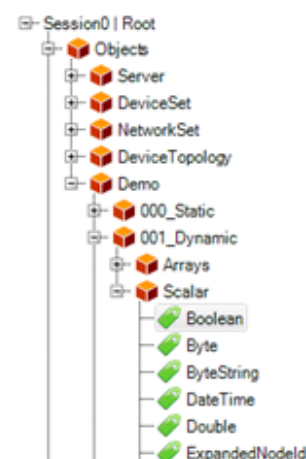 Session0 | Root
Objects
Server
DeviceSet
NetworkSet
DeviceTopology
Demo
000_Static
001_Dynamic
Arrays
Scalar
Boolean
Byte
ByteString
DateTime
Double
ExpandedNodeId